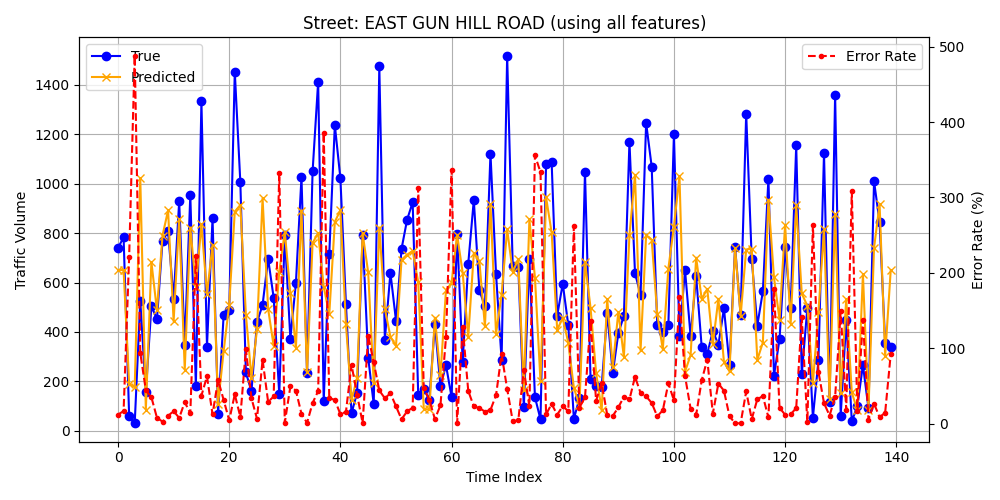 Street: EAST GUN HILL ROAD (using all features)
True
Predicted
Error Rate
Traffic Volume
1400
1200
1000
800
600
400
200
0
500
400
300
200
100
0
Error Rate (%)
0 20 40 60 80 100 120 140
Time Index